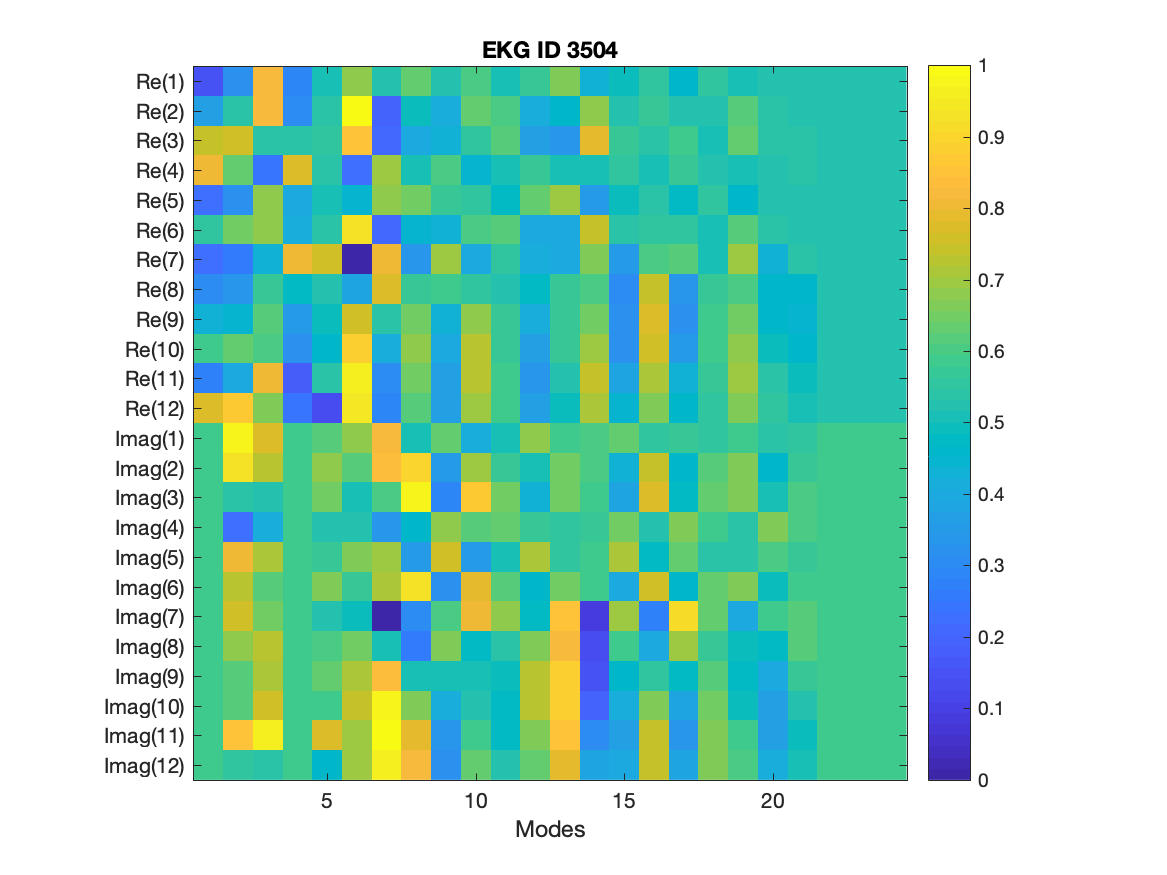 EKG ID 3504
Re(1)
Re(2)
Re(3)
Re(4)
Re(5)
Re(6)
Re(7)
Re(8)
Re(9)
Re(10)
Re(11)
Re(12)
Imag(1)
Imag(2)
Imag(3)
Imag(4)
Imag(5)
Imag(6)
Imag(7)
Imag(8)
Imag(9)
Imag(10)
Imag(11)
Imag(12)
5 10 15 20
Modes
1
0.9
0.8
0.7
0.6
0.5
0.4
0.3
0.2
0.1
0